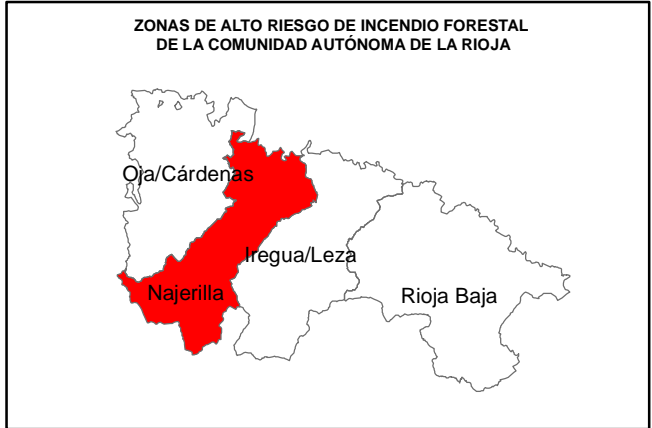 ZONAS DE ALTO RIESGO DE INCENDIO FORESTAL
DE LA COMUNIDAD AUTÓNOMA DE LA RIOJA
Oja/Cárdenas
Iregua/Leza
Najerilla
Rioja Baja